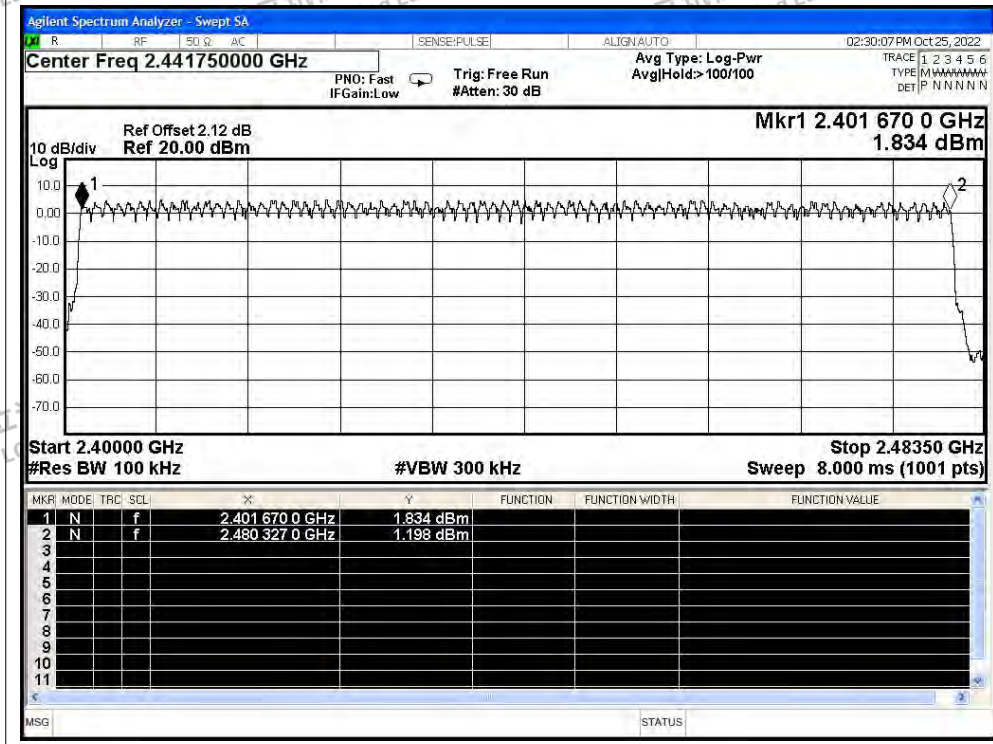 Agilent Spectrum Analyzer - Swept SA
R RF 50 Ω AC SENSE:PULSE ALIGN AUTO 02:30:07 PM Oct 25, 2022
Center Freq 2.441750000 GHz
PNO: Fast
IFGain:Low
Trig: Free Run
#Atten: 30 dB
Avg Type: Log-Pwr
Avg|Hold:>100/100
TRACE 1 2 3 4 5 6
TYPE M W W W W W
DET P N N N N N
Mkr1 2.401 670 0 GHz
1.834 dBm
Ref Offset 2.12 dB
10 dB/div Ref 20.00 dBm
Log
10.0
0.00
-10.0
-20.0
-30.0
-40.0
-50.0
-60.0
-70.0
1
2
Start 2.40000 GHz Stop 2.48350 GHz
#Res BW 100 kHz #VBW 300 kHz Sweep 8.000 ms (1001 pts)
MKR MODE TRC SCL X Y FUNCTION FUNCTION WIDTH FUNCTION VALUE
1 N f 2.401 670 0 GHz 1.834 dBm
2 N f 2.480 327 0 GHz 1.198 dBm
3
4
5
6
7
8
9
10
11
MSG STATUS